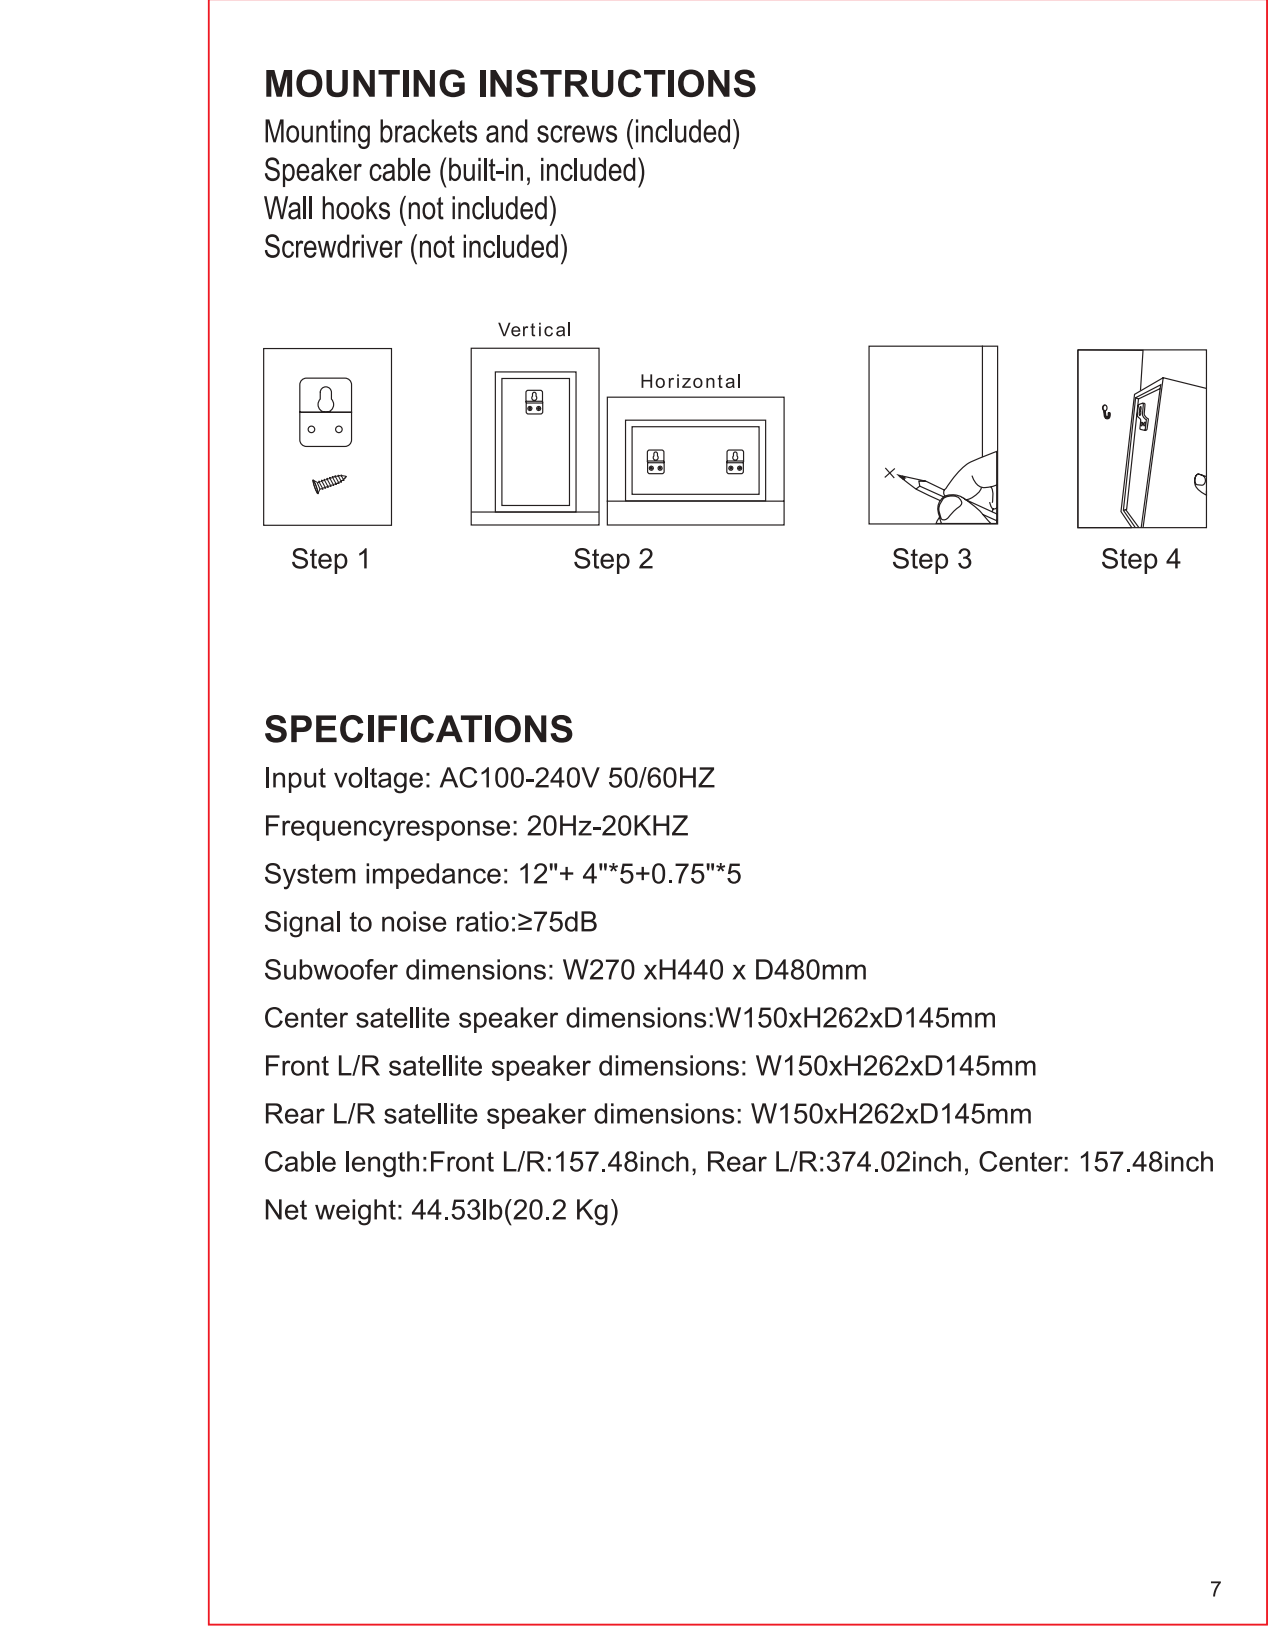 MOUNTING INSTRUCTIONS
Mounting brackets and screws (included)
Speaker cable (built-in, included)
Wall hooks (not included)
Screwdriver (not included)
Vertical
Horizontal
Step 1
Step 2
Step 3
Step 4
SPECIFICATIONS
Input voltage: AC100-240V 50/60HZ
Frequencyresponse: 20Hz-20KHZ
System impedance: 12"+ 4"*5+0.75"*5
Signal to noise ratio:≥75dB
Subwoofer dimensions: W270 xH440 x D480mm
Center satellite speaker dimensions:W150xH262xD145mm
Front L/R satellite speaker dimensions: W150xH262xD145mm
Rear L/R satellite speaker dimensions: W150xH262xD145mm
Cable length:Front L/R:157.48inch, Rear L/R:374.02inch, Center: 157.48inch
Net weight: 44.53lb(20.2 Kg)
7